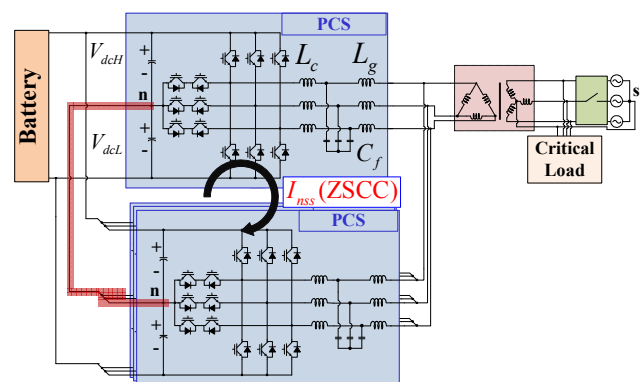 PCS
Battery
V_dcH
+
-
n
+
-
V_dcL
L_c
L_g
C_f
s
Critical
Load
I_nss (ZSCC)
PCS
+
-
n
+
-